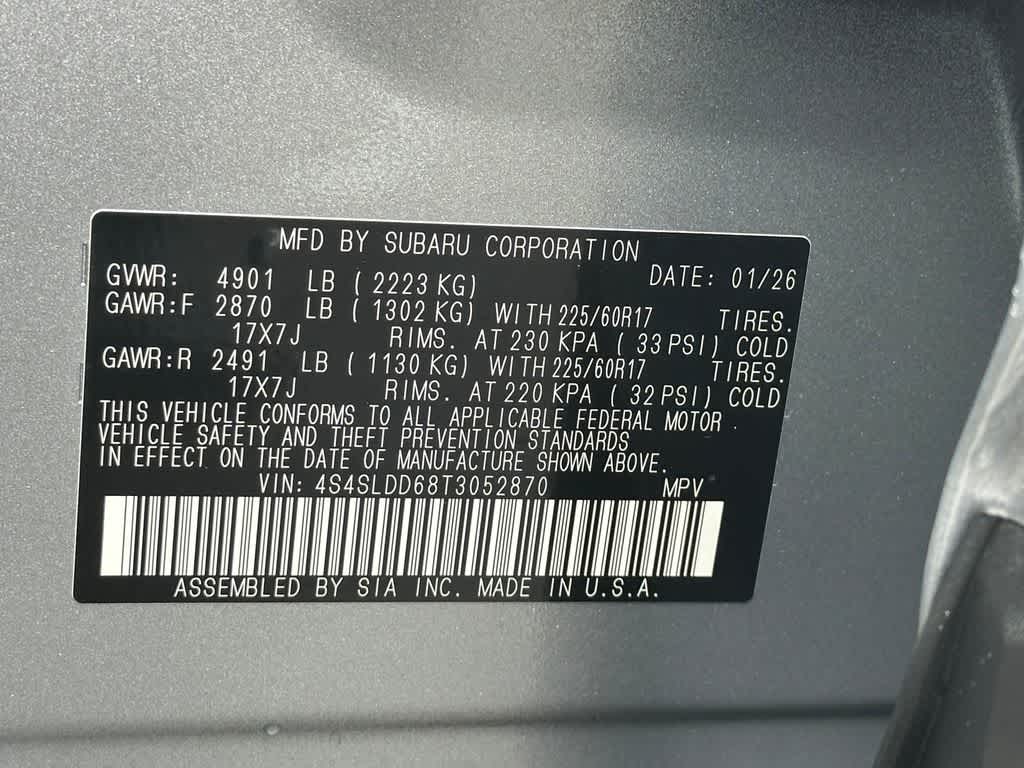 MFD BY SUBARU CORPORATION
GVWR: 4901 LB ( 2223 KG) DATE: 01/26
GAWR:F 2870 LB ( 1302 KG) WITH 225/60R17 TIRES.
17X7J RIMS. AT 230 KPA ( 33 PSI) COLD
GAWR:R 2491 LB ( 1130 KG) WITH 225/60R17 TIRES.
17X7J RIMS. AT 220 KPA ( 32 PSI) COLD
THIS VEHICLE CONFORMS TO ALL APPLICABLE FEDERAL MOTOR
VEHICLE SAFETY AND THEFT PREVENTION STANDARDS
IN EFFECT ON THE DATE OF MANUFACTURE SHOWN ABOVE.
VIN: 4S4SLDD68T3052870 MPV
ASSEMBLED BY SIA INC. MADE IN U.S.A.